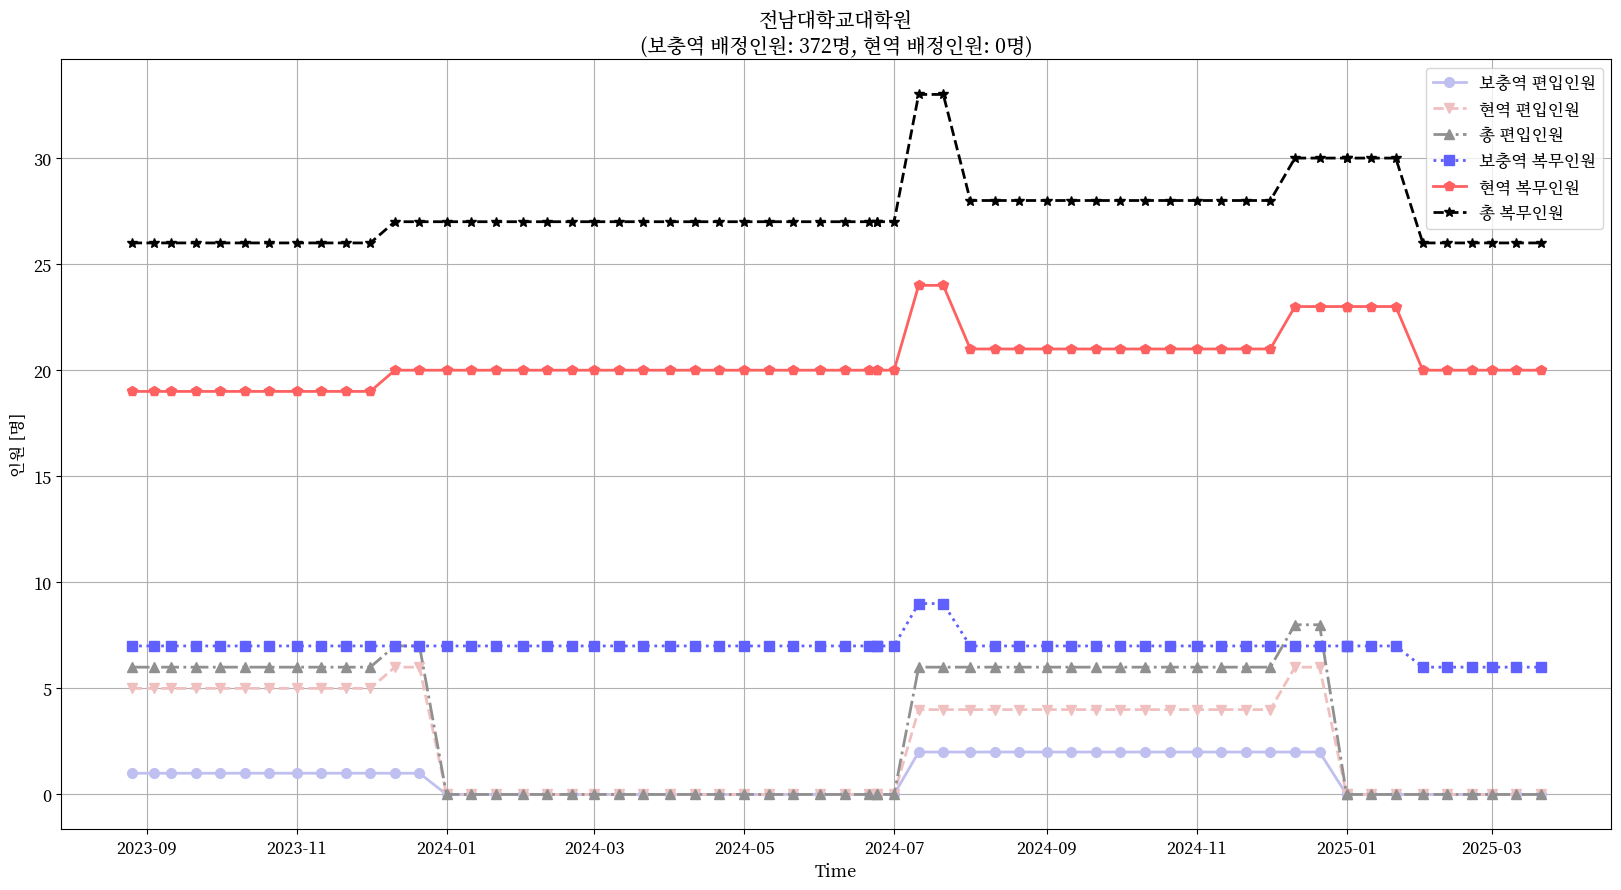 전남대학교대학원
(보충역 배정인원: 372명, 현역 배정인원: 0명)
보충역 편입인원
현역 편입인원
총 편입인원
보충역 복무인원
현역 복무인원
총 복무인원
인원 [명]
30
25
20
15
10
5
0
2023-09
2023-11
2024-01
2024-03
2024-05
2024-07
2024-09
2024-11
2025-01
2025-03
Time